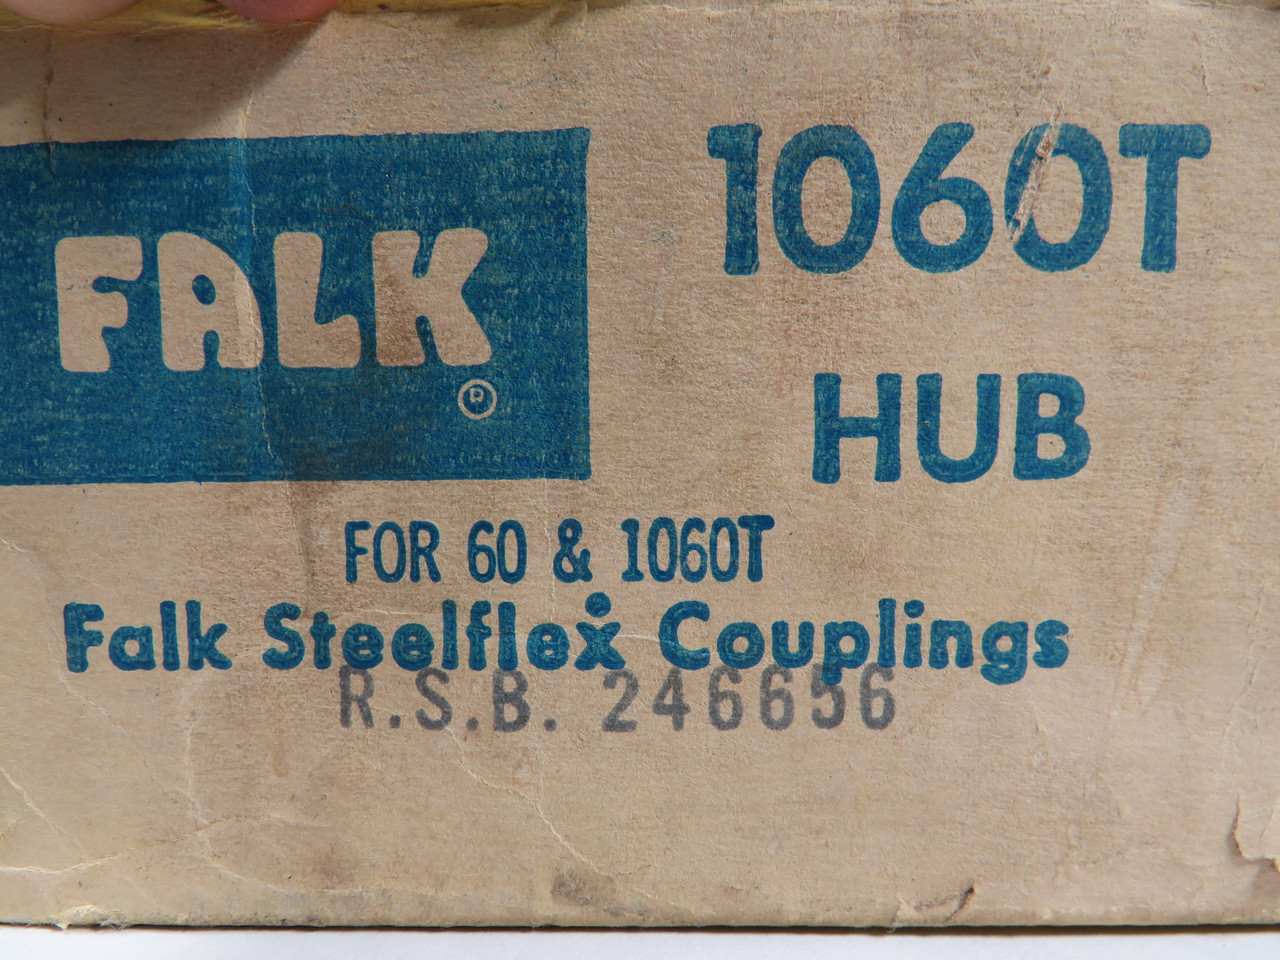 FALK®
1060T
HUB
FOR 60 & 1060T
Falk Steelflex Couplings
R.S.B. 246656